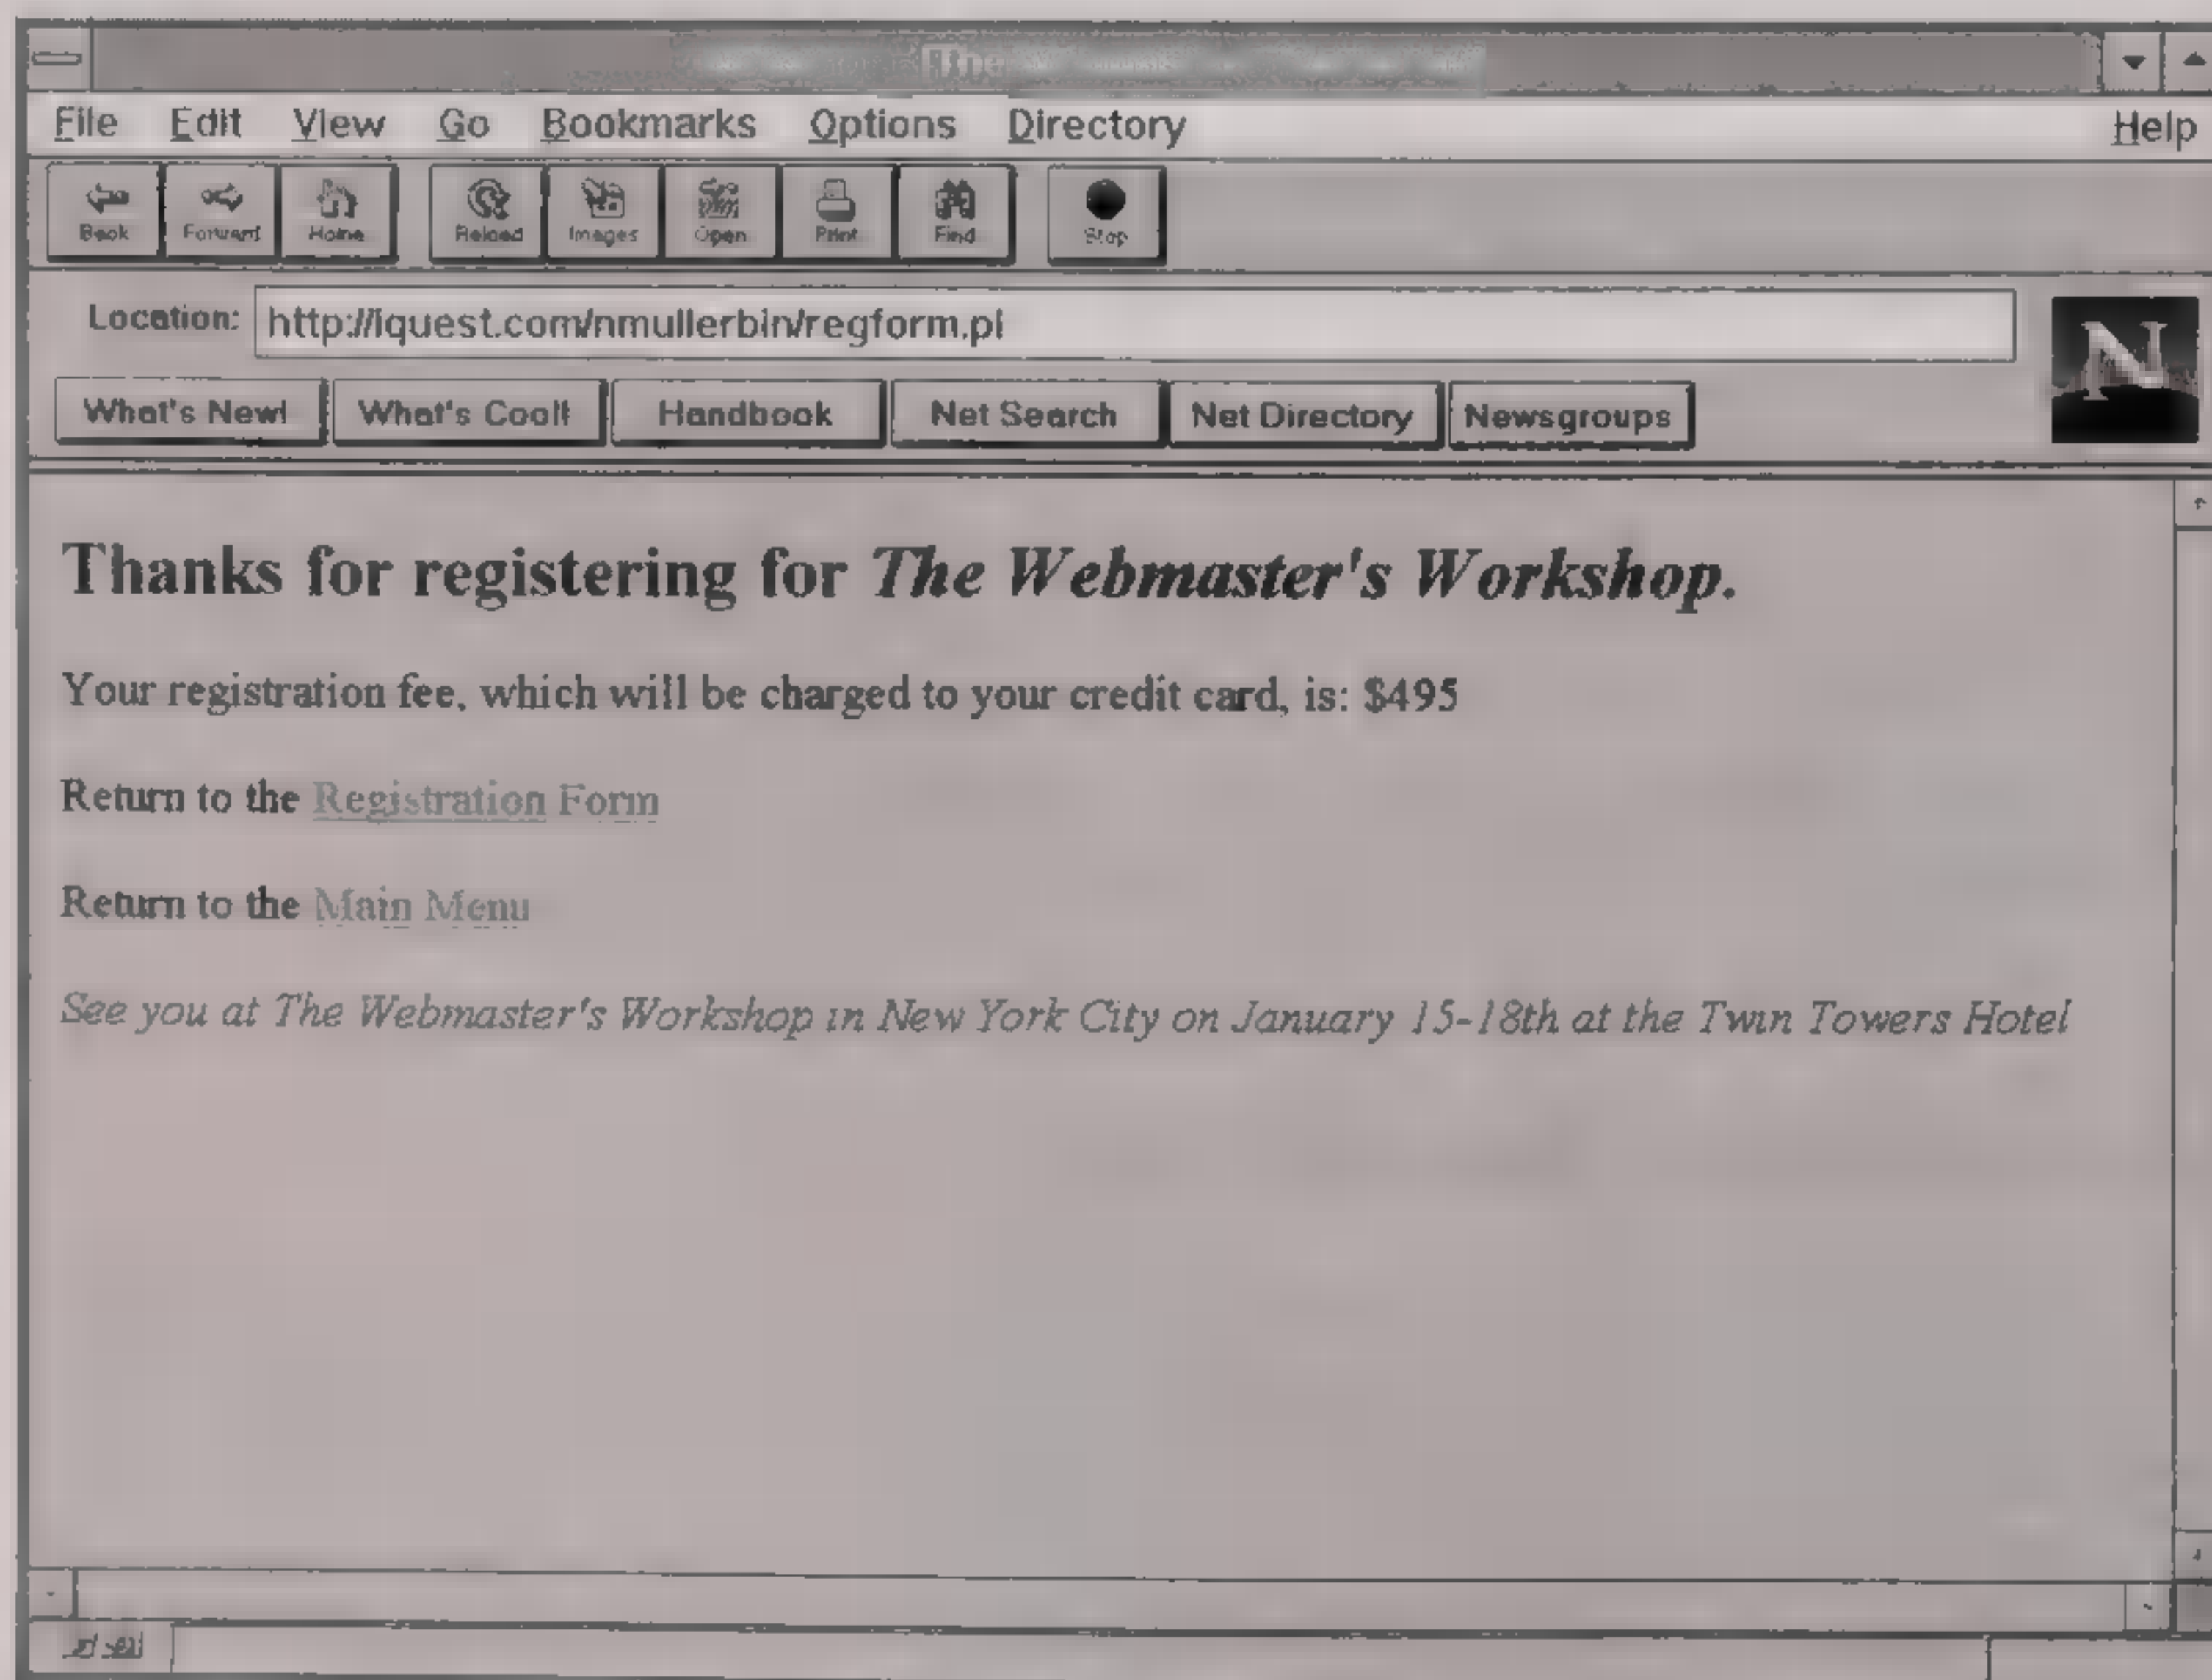 File Edit View Go Bookmarks Options Directory Help
Back Forward Home Reload Images Open Print Find Stop
Location: http://iquest.com/nmullerbin/regform.pl
N
What's New! What's Cool! Handbook Net Search Net Directory Newsgroups
Thanks for registering for The Webmaster's Workshop.
Your registration fee, which will be charged to your credit card, is: $495
Return to the Registration Form
Return to the Main Menu
See you at The Webmaster's Workshop in New York City on January 15-18th at the Twin Towers Hotel